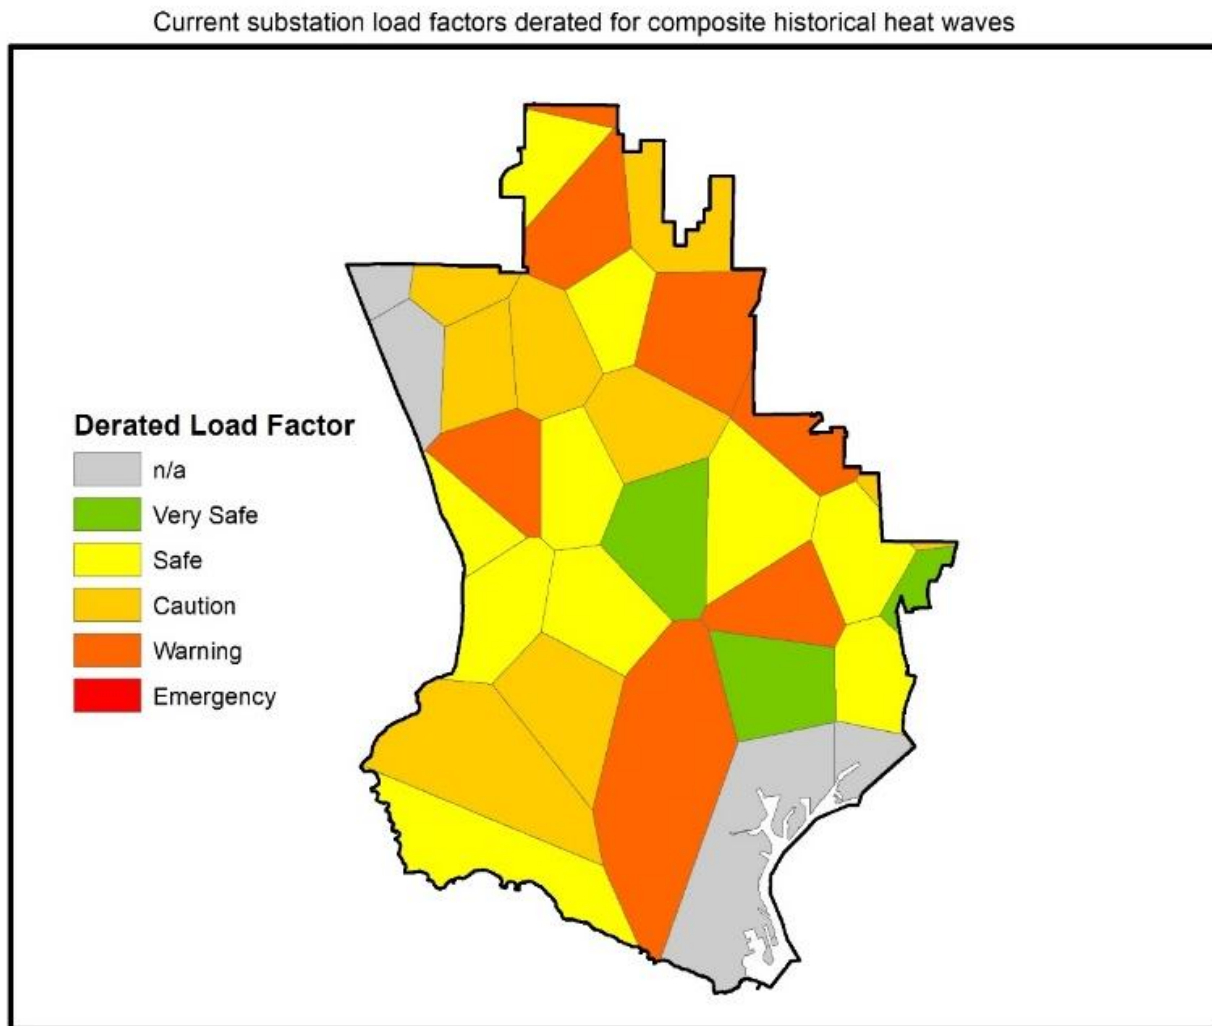 Current substation load factors derated for composite historical heat waves
Derated Load Factor
n/a
Very Safe
Safe
Caution
Warning
Emergency